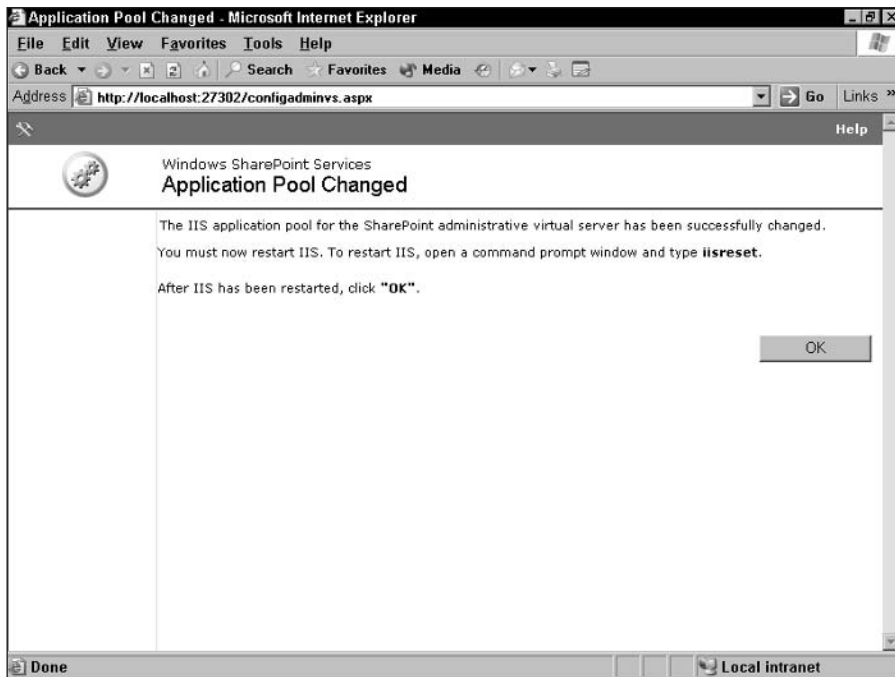 Application Pool Changed - Microsoft Internet Explorer
File Edit View Favorites Tools Help
Back Search Favorites Media
Address http://localhost:27302/configadminvs.aspx Go Links »
Help
Windows SharePoint Services
Application Pool Changed
The IIS application pool for the SharePoint administrative virtual server has been successfully changed.
You must now restart IIS. To restart IIS, open a command prompt window and type iisreset.
After IIS has been restarted, click "OK".
OK
Done Local intranet